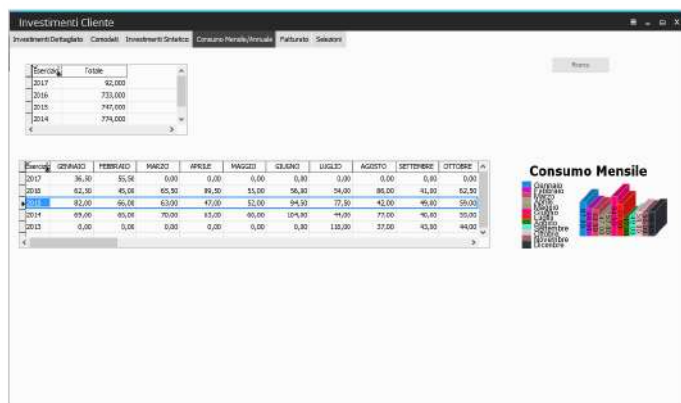 Investimenti Cliente
Investimenti Dettagliato Comodati Investimenti Sintetico Consumo Mensile/Annuale Fatturato Selezioni
Esercizio Totale
2017 92,000
2016 733,000
2015 747,000
2014 774,000
Esercizio GENNAIO FEBBRAIO MARZO APRILE MAGGIO GIUGNO LUGLIO AGOSTO SETTEMBRE OTTOBRE
2017 36,50 55,50 0,00 0,00 0,00 0,00 0,00 0,00 0,00 0,00
2016 62,50 45,00 65,50 89,50 55,00 56,00 54,00 86,00 41,00 62,50
2015 82,00 66,00 63,00 47,00 52,00 94,50 77,50 42,00 49,00 59,00
2014 69,00 65,00 70,00 63,00 60,00 104,00 44,00 77,00 40,00 55,00
2013 0,00 0,00 0,00 0,00 0,00 0,00 118,00 37,00 43,50 44,00
Consumo Mensile
Gennaio
Febbraio
Marzo
Aprile
Maggio
Giugno
Luglio
Agosto
Settembre
Ottobre
Novembre
Dicembre